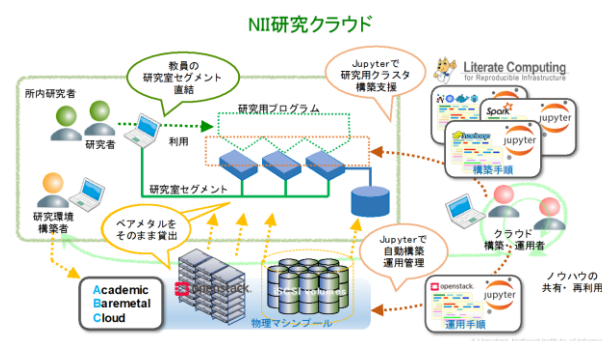 NII研究クラウド
教員の
研究室セグメント
直結
Jupyterで
研究用クラスタ
構築支援
Literate Computing
for Reproducible Infrastructure
所内研究者
研究者
利用
研究用プログラム
Spark
jupyter
jupyter
構築手順
研究室セグメント
研究環境
構築者
ベアメタルを
そのまま貸出
クラウド
構築・運用者
Jupyterで
自動構築
運用管理
ノウハウの
共有・再利用
Academic
Baremetal
Cloud
openstack.
iSCSI volumes
物理マシンプール
openstack.
jupyter
運用手順